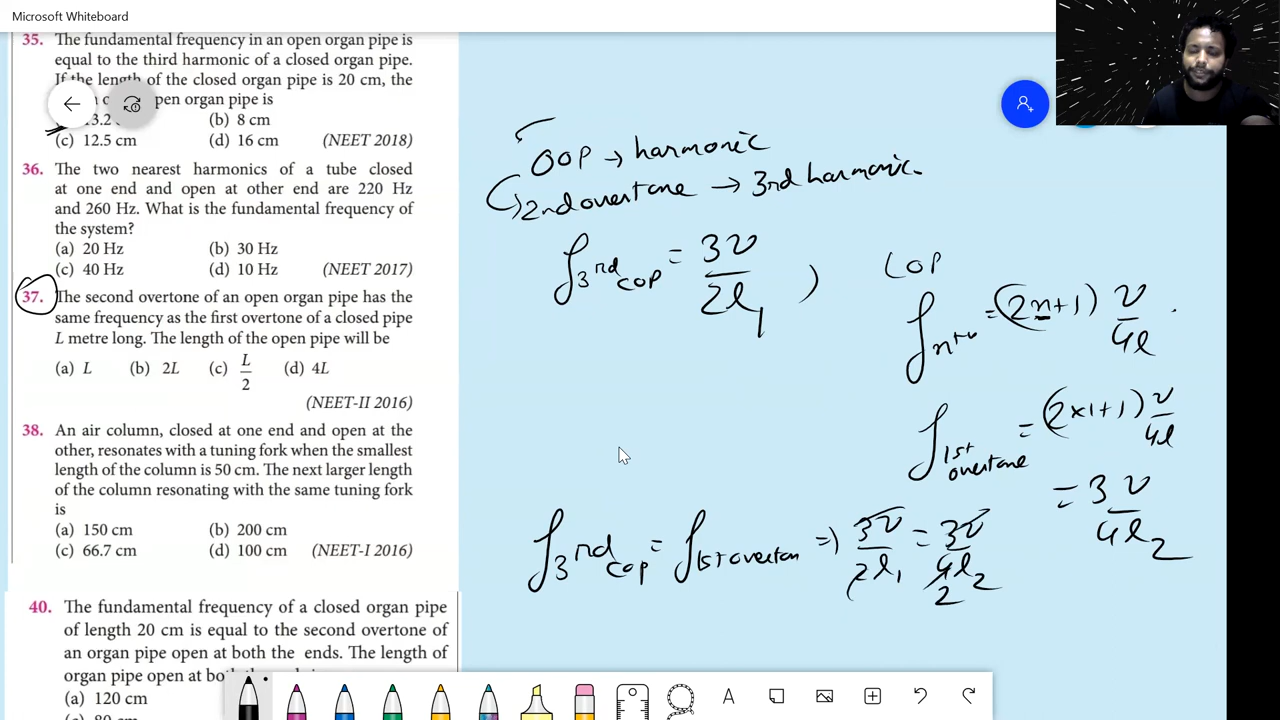 Microsoft Whiteboard
35. The fundamental frequency in an open organ pipe is
equal to the third harmonic of a closed organ pipe.
If the length of the closed organ pipe is 20 cm, the
pen organ pipe is
13.2 (b) 8 cm
(c) 12.5 cm (d) 16 cm (NEET 2018)
36. The two nearest harmonics of a tube closed
at one end and open at other end are 220 Hz
and 260 Hz. What is the fundamental frequency of
the system?
(a) 20 Hz (b) 30 Hz
(c) 40 Hz (d) 10 Hz (NEET 2017)
37. The second overtone of an open organ pipe has the
same frequency as the first overtone of a closed pipe
L metre long. The length of the open pipe will be
(a) L (b) 2L (c) L/2 (d) 4L
(NEET-II 2016)
38. An air column, closed at one end and open at the
other, resonates with a tuning fork when the smallest
length of the column is 50 cm. The next larger length
of the column resonating with the same tuning fork
is
(a) 150 cm (b) 200 cm
(c) 66.7 cm (d) 100 cm (NEET-I 2016)
40. The fundamental frequency of a closed organ pipe
of length 20 cm is equal to the second overtone of
an organ pipe open at both the ends. The length of
organ pipe open at bo
(a) 120 cm
OOP → harmonic
2nd overtone → 3rd harmonic.
f 3rd COP = 3v/2l₁
COP
f nth = (2n+1) v/4l
f 1st overtone = (2×1+1) v/4l
= 3v/4l₂
f 3rd COP = f 1st overton ⇒ 3v/2l₁ = 3v/4l₂
2
A